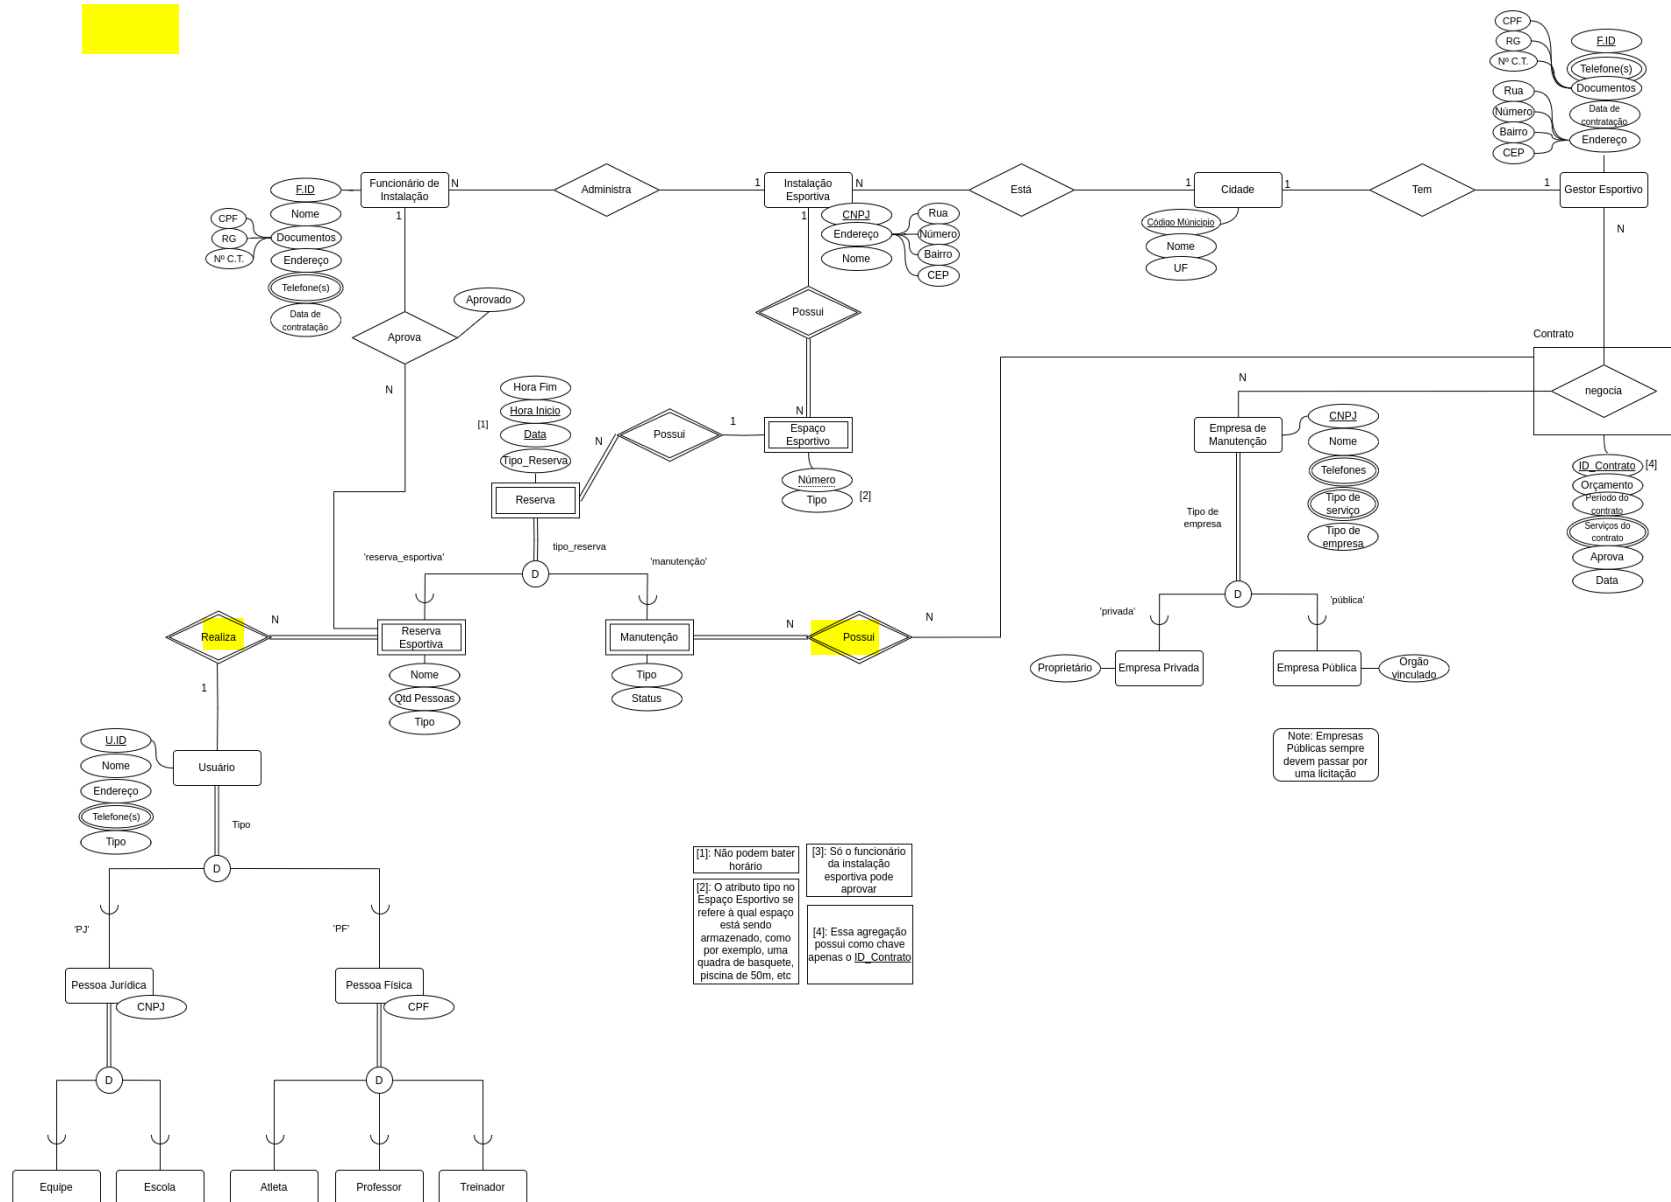 CPF
RG
Nº C.T.
F.ID
Telefone(s)
Documentos
Rua
Número
Bairro
CEP
Data de
contratação
Endereço
Funcionário de
Instalação
N
Administra
1
Instalação
Esportiva
N
Está
1
Cidade
1
Tem
1
Gestor Esportivo
F.ID
Nome
Documentos
Endereço
Telefone(s)
Data de
contratação
CPF
RG
Nº C.T.
1
1
CNPJ
Endereço
Nome
Rua
Número
Bairro
CEP
Código Múnicipio
Nome
UF
N
Aprovado
Aprova
N
Possui
Contrato
negocia
N
Hora Fim
Hora Inicio
Data
Tipo_Reserva
[1]
N
Possui
1
N
Espaço
Esportivo
Número
Tipo
[2]
Reserva
Empresa de
Manutenção
CNPJ
Nome
Telefones
Tipo de
serviço
Tipo de
empresa
ID_Contrato
[4]
Orçamento
Período do
contrato
Serviços do
contrato
Aprova
Data
Tipo de
empresa
'reserva_esportiva'
tipo_reserva
'manutenção'
D
D
'privada'
'pública'
Realiza
N
Reserva
Esportiva
Manutenção
N
Possui
N
Nome
Qtd Pessoas
Tipo
Tipo
Status
Proprietário
Empresa Privada
Empresa Pública
Orgão
vinculado
1
U.ID
Nome
Endereço
Telefone(s)
Tipo
Usuário
Note: Empresas
Públicas sempre
devem passar por
uma licitação
Tipo
D
[1]: Não podem bater
horário
[2]: O atributo tipo no
Espaço Esportivo se
refere à qual espaço
está sendo
armazenado, como
por exemplo, uma
quadra de basquete,
piscina de 50m, etc
[3]: Só o funcionário
da instalação
esportiva pode
aprovar
[4]: Essa agregação
possui como chave
apenas o ID_Contrato
'PJ'
'PF'
Pessoa Jurídica
CNPJ
Pessoa Física
CPF
D
D
Equipe
Escola
Atleta
Professor
Treinador